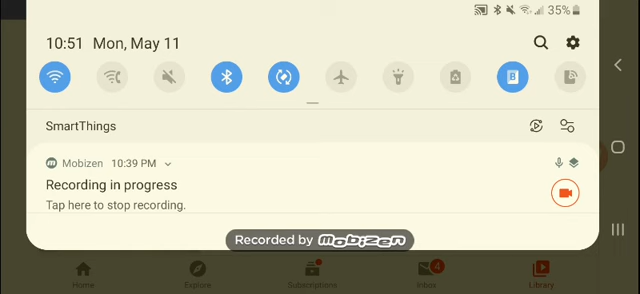 35%
10:51 Mon, May 11
SmartThings
Mobizen 10:39 PM
Recording in progress
Tap here to stop recording.
Recorded by Mobizen
Home Explore Subscriptions Inbox 4 Library